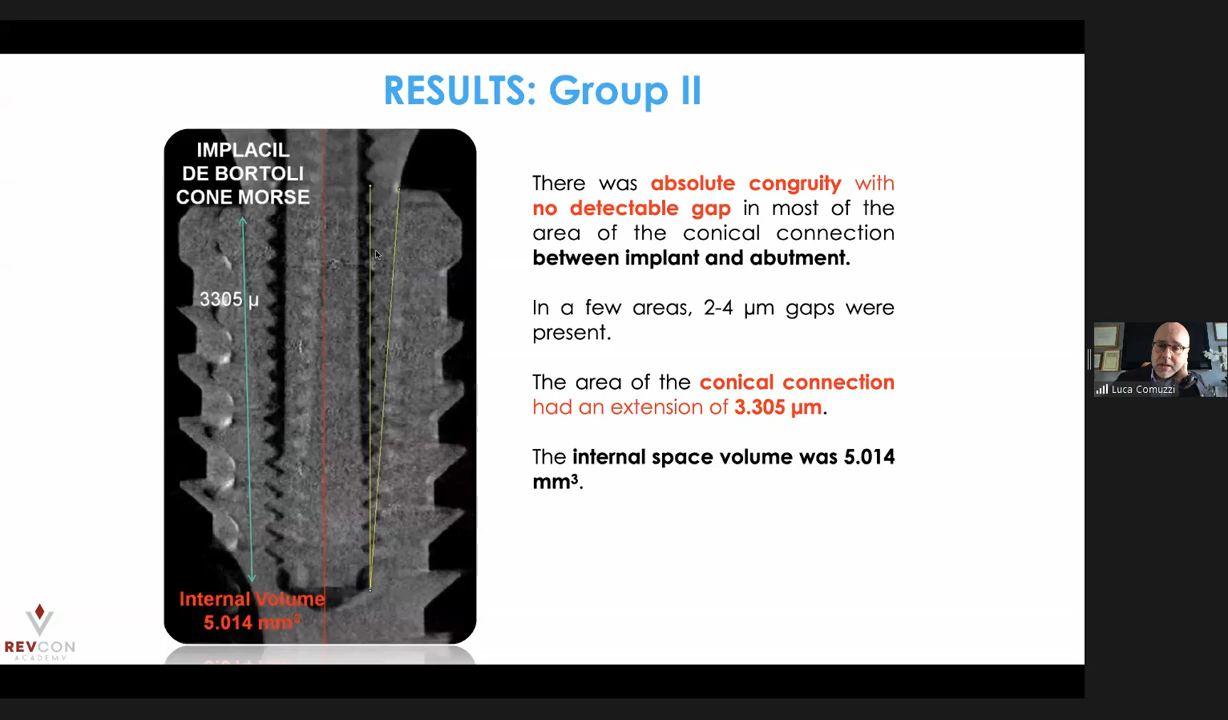 RESULTS: Group II
IMPLACIL
DE BORTOLI
CONE MORSE
3305 µ
Internal Volume
5.014 mm³
There was absolute congruity with
no detectable gap in most of the
area of the conical connection
between implant and abutment.
In a few areas, 2-4 µm gaps were
present.
The area of the conical connection
had an extension of 3.305 µm.
The internal space volume was 5.014
mm³.
REVCON
ACADEMY
Luca Comuzzi